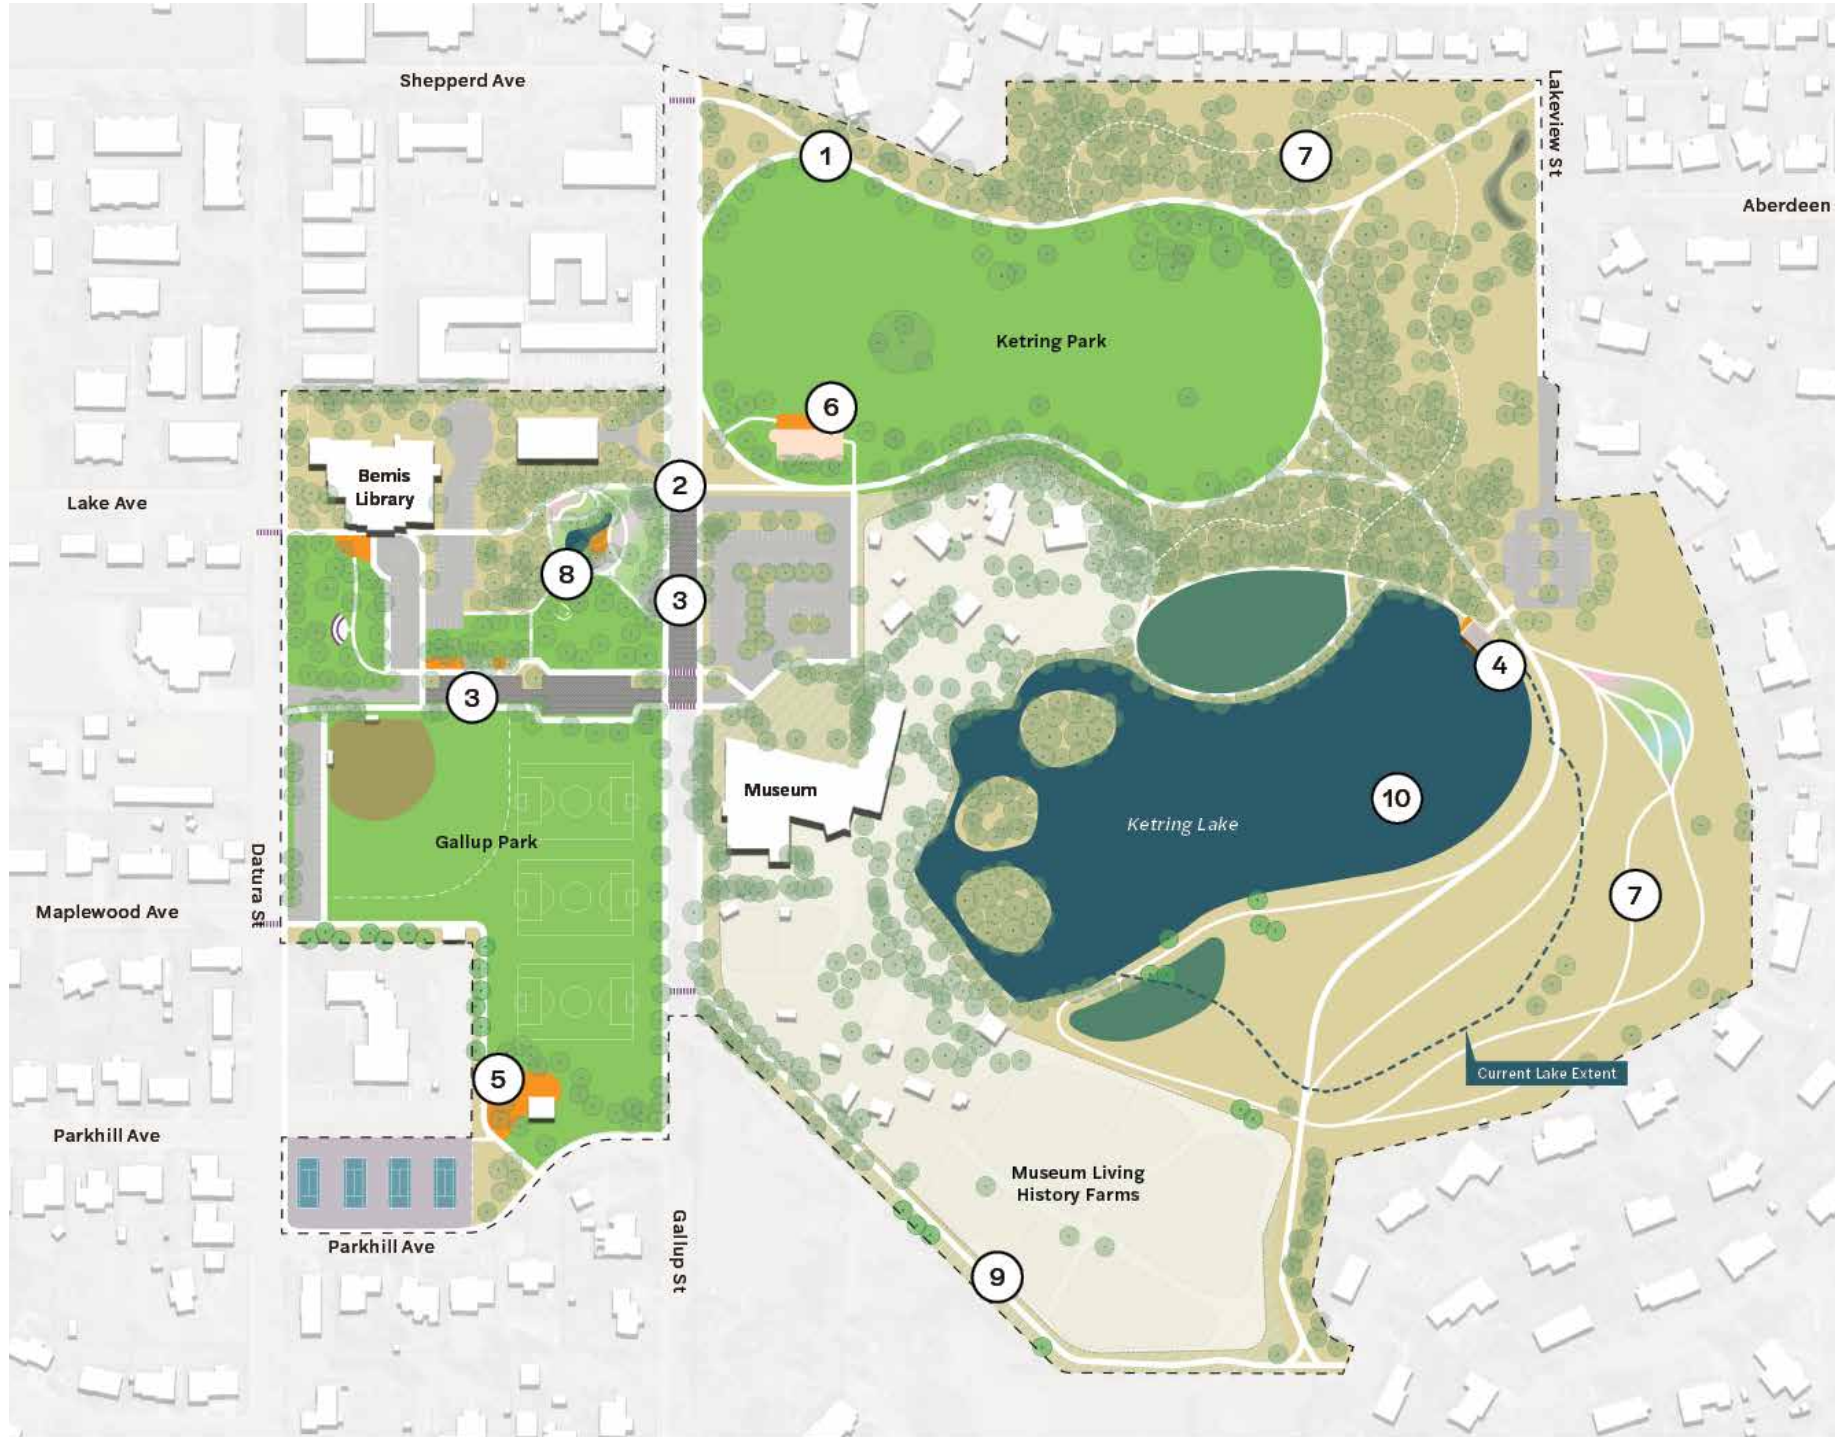 Shepperd Ave
Lakeview St
1
7
Aberdeen
Ketring Park
6
Bemis
Library
2
Lake Ave
8
3
4
3
Museum
10
Ketring Lake
Gallup Park
Datura St
7
Maplewood Ave
5
Current Lake Extent
Parkhill Ave
Museum Living
History Farms
Gallup St
Parkhill Ave
9